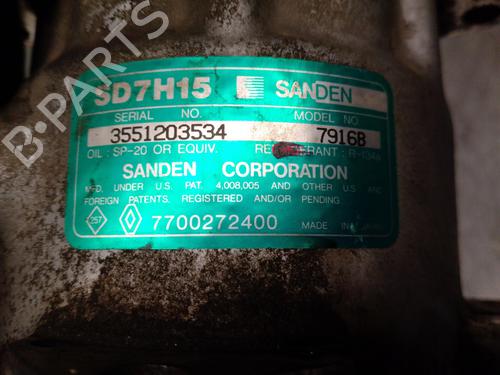 SD7H15 SANDEN
SERIAL NO. MODEL NO
3551203534 7916B
OIL : SP-20 OR EQUIV. REFRIGERANT : R-134a
SANDEN CORPORATION
MFD. UNDER U.S. PAT. 4,008,005 AND OTHER U.S AND
FOREIGN PATENTS. REGISTERED AND/OR PENDING
257 7700272400 MADE IN
B-PARTS